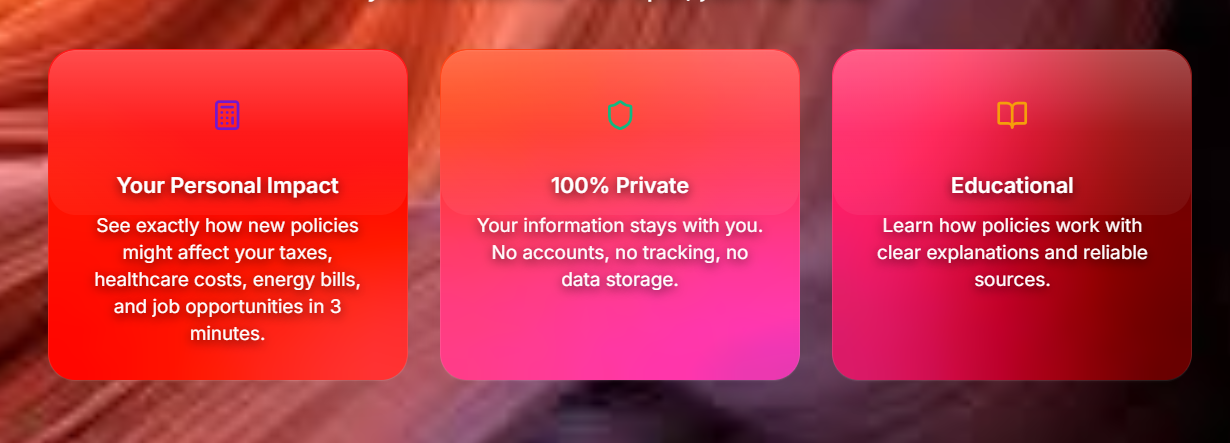 Your Personal Impact
See exactly how new policies
might affect your taxes,
healthcare costs, energy bills,
and job opportunities in 3
minutes.
100% Private
Your information stays with you.
No accounts, no tracking, no
data storage.
Educational
Learn how policies work with
clear explanations and reliable
sources.